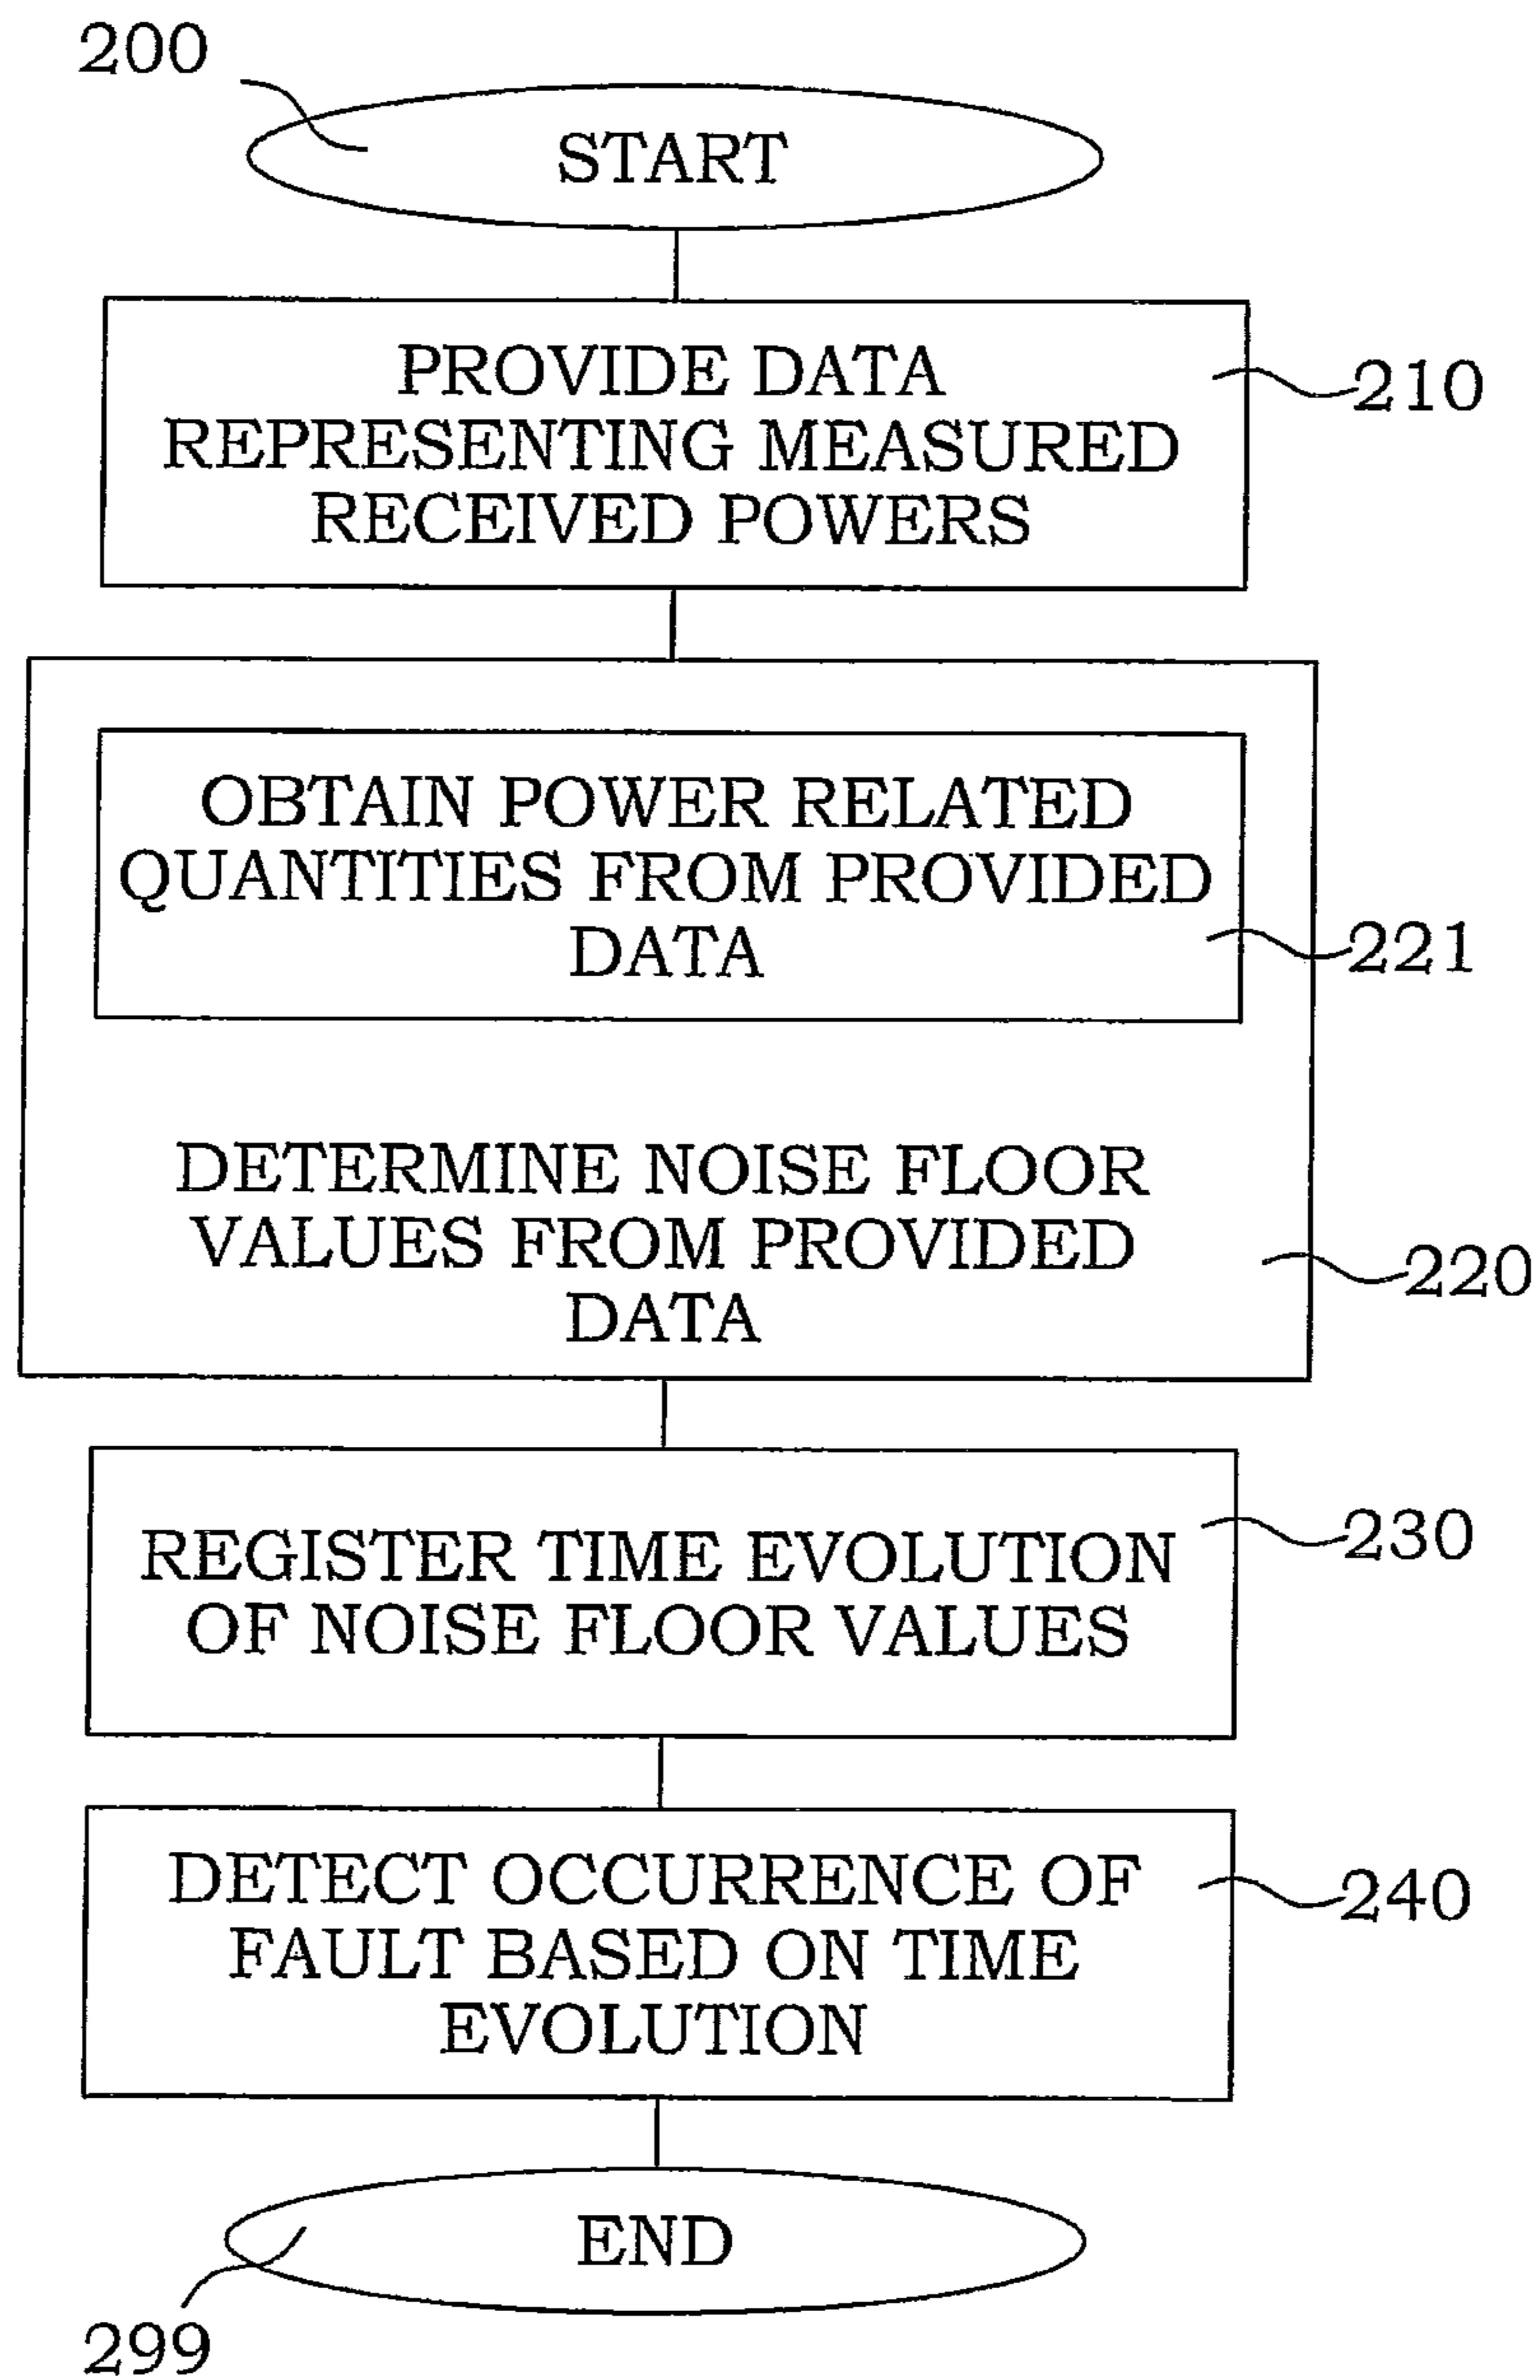 200
START
PROVIDE DATA
REPRESENTING MEASURED
RECEIVED POWERS
210
OBTAIN POWER RELATED
QUANTITIES FROM PROVIDED
DATA
221
DETERMINE NOISE FLOOR
VALUES FROM PROVIDED
DATA
220
REGISTER TIME EVOLUTION
OF NOISE FLOOR VALUES
230
DETECT OCCURRENCE OF
FAULT BASED ON TIME
EVOLUTION
240
END
299